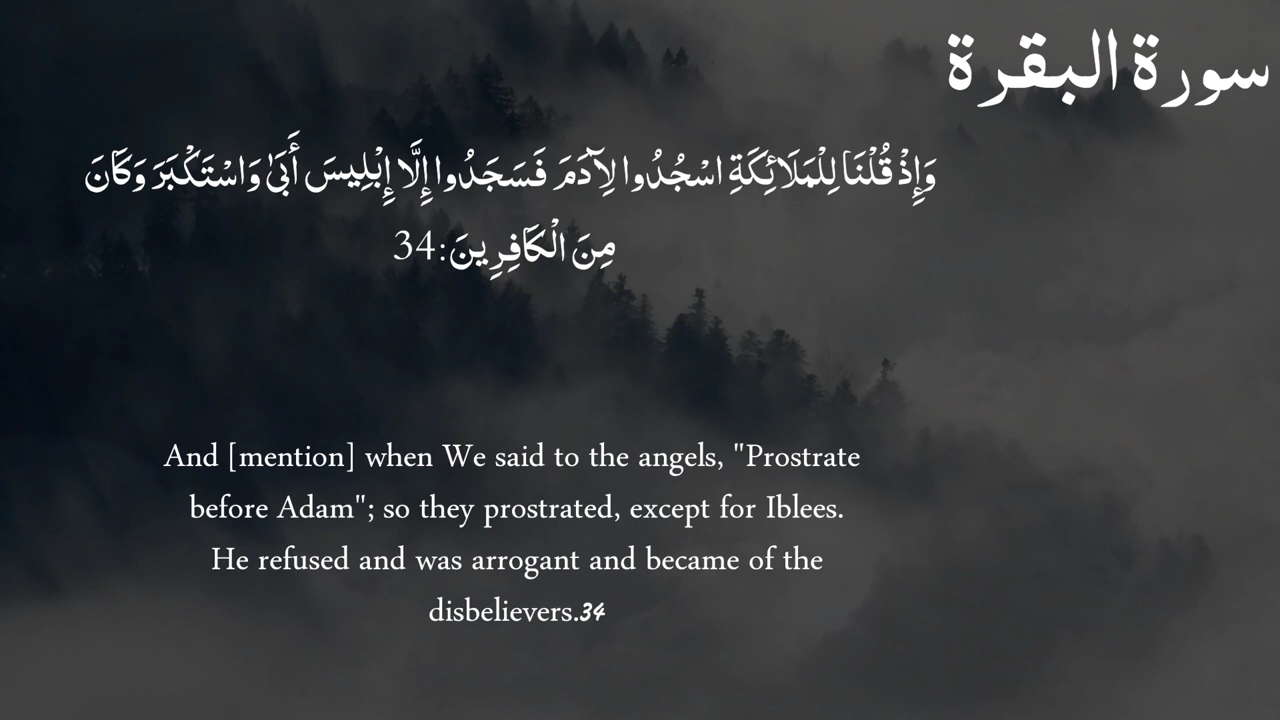 سورة البقرة
وَإِذْ قُلْنَا لِلْمَلَائِكَةِ اسْجُدُوا لِآدَمَ فَسَجَدُوا إِلَّا إِبْلِيسَ أَبَىٰ وَاسْتَكْبَرَ وَكَانَ
مِنَ الْكَافِرِينَ:34
And [mention] when We said to the angels, "Prostrate
before Adam"; so they prostrated, except for Iblees.
He refused and was arrogant and became of the
disbelievers.34